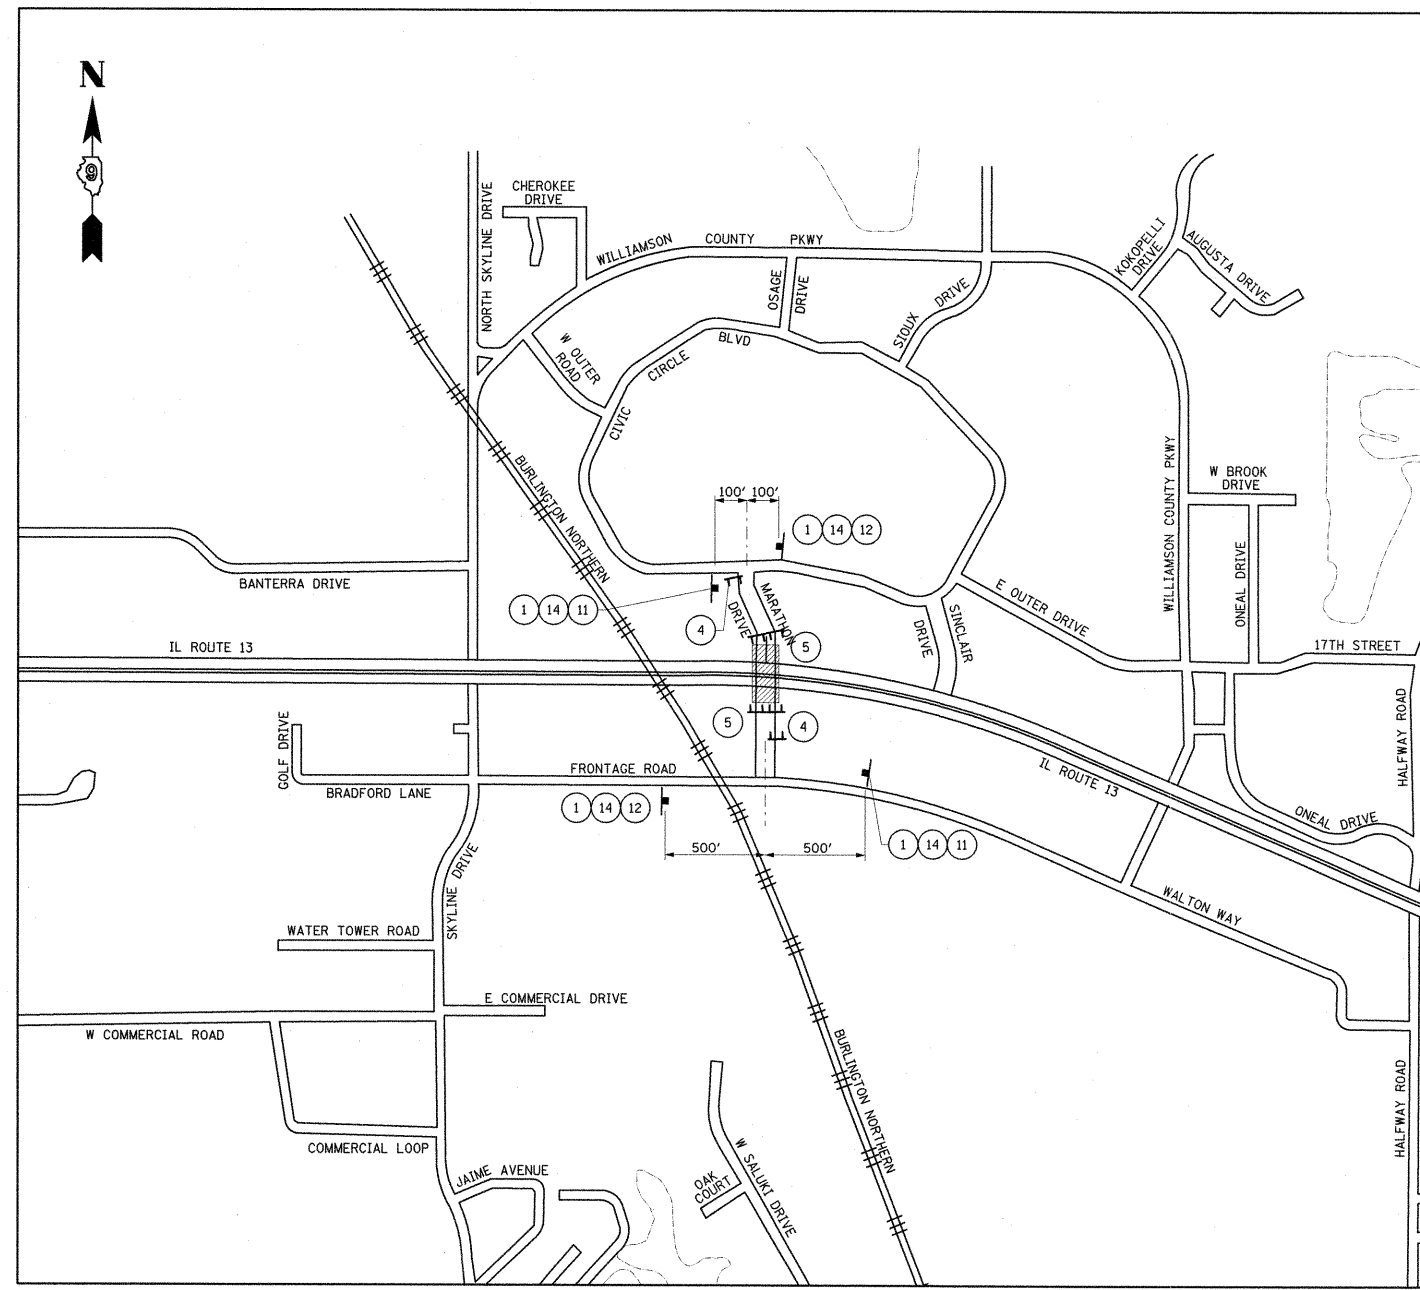 N
9
CHEROKEE
DRIVE
NORTH SKYLINE DRIVE
WILLIAMSON COUNTY PKWY
OSAGE
DRIVE
SIOUX DRIVE
KOKOPELLI
DRIVE
AUGUSTA DRIVE
W OUTER
ROAD
CIVIC CIRCLE BLVD
BURLINGTON NORTHERN
WILLIAMSON COUNTY PKWY
W BROOK
DRIVE
ONEAL DRIVE
100' 100'
1 14 12
BANTERRA DRIVE
1 14 11
4
MARATHON
DRIVE
5
E OUTER DRIVE
SINCLAIR
DRIVE
IL ROUTE 13
17TH STREET
HALFWAY ROAD
GOLF DRIVE
5
4
FRONTAGE ROAD
BRADFORD LANE
1 14 12
IL ROUTE 13
ONEAL DRIVE
500' 500'
1 14 11
SKYLINE DRIVE
WALTON WAY
WATER TOWER ROAD
E COMMERCIAL DRIVE
W COMMERCIAL ROAD
BURLINGTON NORTHERN
HALFWAY ROAD
COMMERCIAL LOOP
JAIME AVENUE
OAK
COURT
W SALUKI DRIVE